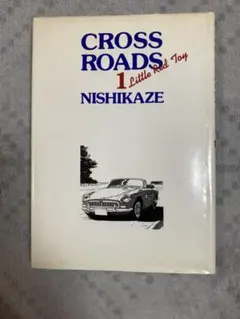 CROSS
ROADS
1 Little Red Toy
NISHIKAZE